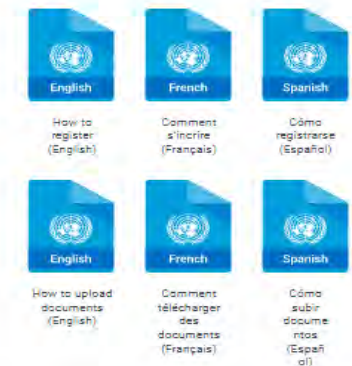 English
French
Spanish
How to
register
(English)
Comment
s'incrire
(Français)
Cómo
registrarse
(Español)
English
French
Spanish
How to upload
documents
(English)
Comment
télécharger
des
documents
(Français)
Cómo
subir
docume
ntos
(Españ
ol)